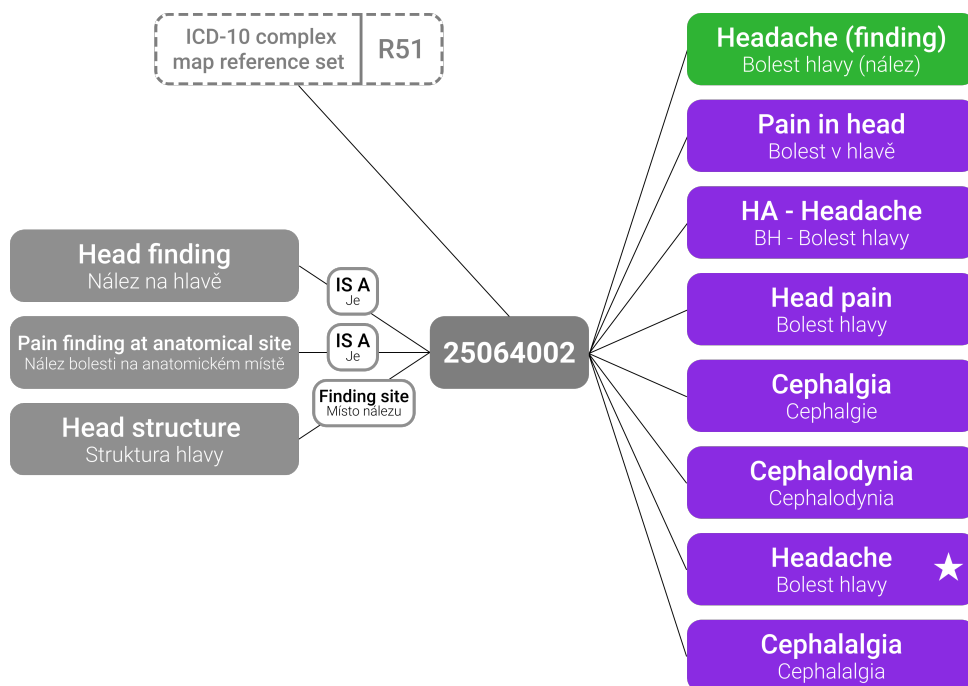 ICD-10 complex
map reference set
R51
Head finding
Nález na hlavě
Pain finding at anatomical site
Nález bolesti na anatomickém místě
Head structure
Struktura hlavy
IS A
Je
IS A
Je
Finding site
Místo nálezu
25064002
Headache (finding)
Bolest hlavy (nález)
Pain in head
Bolest v hlavě
HA - Headache
BH - Bolest hlavy
Head pain
Bolest hlavy
Cephalgia
Cephalgie
Cephalodynia
Cephalodynia
Headache
Bolest hlavy
Cephalalgia
Cephalalgia